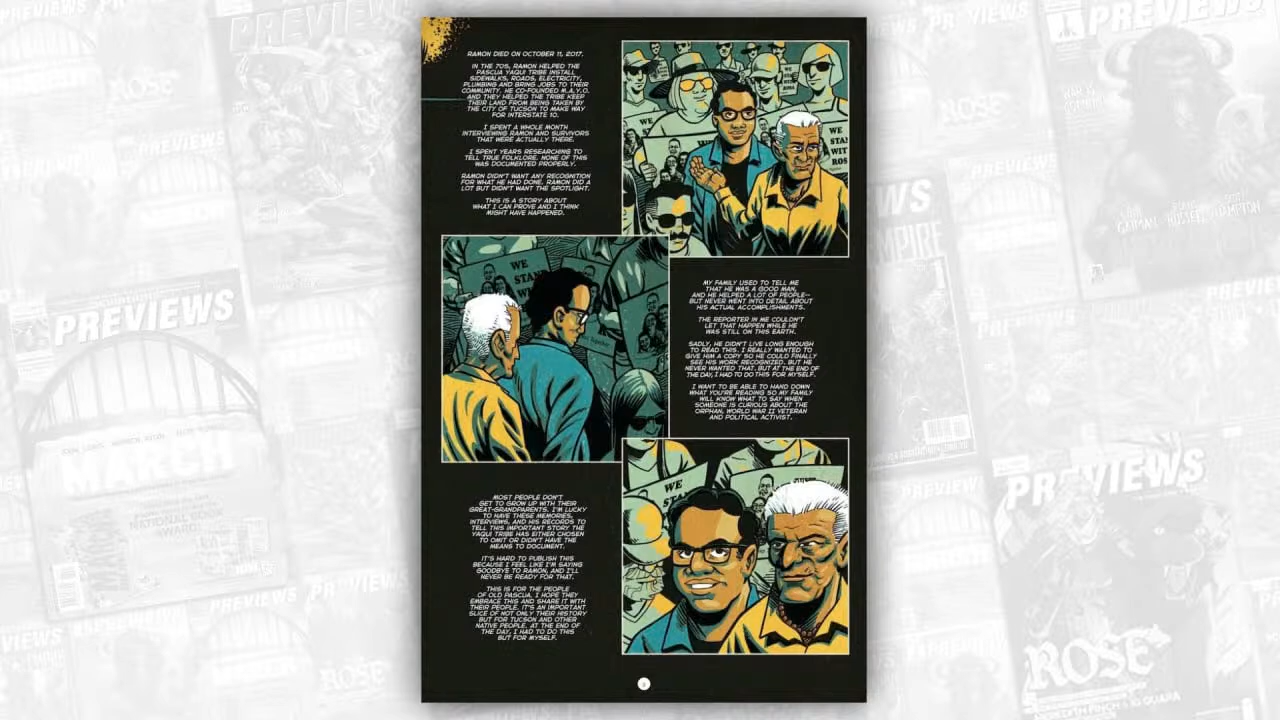 RAMON DIED ON OCTOBER 11, 2017.
IN THE 70S, RAMON HELPED THE
PASCUA YAQUI TRIBE INSTALL
SIDEWALKS, ROADS, ELECTRICITY,
PLUMBING AND BRING JOBS TO THEIR
COMMUNITY. HE CO-FOUNDED M.A.Y.O.
AND THEY HELPED THE TRIBE KEEP
THEIR LAND FROM BEING TAKEN BY
THE CITY OF TUCSON TO MAKE WAY
FOR INTERSTATE 10.
I SPENT A WHOLE MONTH
INTERVIEWING RAMON AND SURVIVORS
THAT WERE ACTUALLY THERE.
I SPENT YEARS RESEARCHING TO
TELL TRUE FOLKLORE. NONE OF THIS
WAS DOCUMENTED PROPERLY.
RAMON DIDN'T WANT ANY RECOGNITION
FOR WHAT HE HAD DONE. RAMON DID A
LOT BUT DIDN'T WANT THE SPOTLIGHT.
THIS IS A STORY ABOUT
WHAT I CAN PROVE AND I THINK
MIGHT HAVE HAPPENED.
WE
STAN
WIT
ROS
WE
STAN
MY FAMILY USED TO TELL ME
THAT HE WAS A GOOD MAN,
AND HE HELPED A LOT OF PEOPLE--
BUT NEVER WENT INTO DETAIL ABOUT
HIS ACTUAL ACCOMPLISHMENTS.
THE REPORTER IN ME COULDN'T
LET THAT HAPPEN WHILE HE
WAS STILL ON THIS EARTH.
SADLY, HE DIDN'T LIVE LONG ENOUGH
TO READ THIS. I REALLY WANTED TO
GIVE HIM A COPY SO HE COULD FINALLY
SEE HIS WORK RECOGNIZED. BUT HE
NEVER WANTED THAT. BUT AT THE END OF
THE DAY, I HAD TO DO THIS FOR MYSELF.
I WANT TO BE ABLE TO HAND DOWN
WHAT YOU'RE READING SO MY FAMILY
WILL KNOW WHAT TO SAY WHEN
SOMEONE IS CURIOUS ABOUT THE
ORPHAN, WORLD WAR II VETERAN
AND POLITICAL ACTIVIST.
MOST PEOPLE DON'T
GET TO GROW UP WITH THEIR
GREAT-GRANDPARENTS. I'M LUCKY
TO HAVE THESE MEMORIES,
INTERVIEWS, AND HIS RECORDS TO
TELL THIS IMPORTANT STORY THE
YAQUI TRIBE HAS EITHER CHOSEN
TO OMIT OR DIDN'T HAVE THE
MEANS TO DOCUMENT.
IT'S HARD TO PUBLISH THIS
BECAUSE I FEEL LIKE I'M SAYING
GOODBYE TO RAMON, AND I'LL
NEVER BE READY FOR THAT.
THIS IS FOR THE PEOPLE
OF OLD PASCUA. I HOPE THEY
EMBRACE THIS AND SHARE IT WITH
THEIR PEOPLE. IT'S AN IMPORTANT
SLICE OF NOT ONLY THEIR HISTORY
BUT FOR TUCSON AND OTHER
NATIVE PEOPLE. AT THE END OF
THE DAY, I HAD TO DO THIS
BUT FOR MYSELF.
WE
PREVIEWS
PREVIEWS
PREVIEWS
PREVIEWS
ROSE